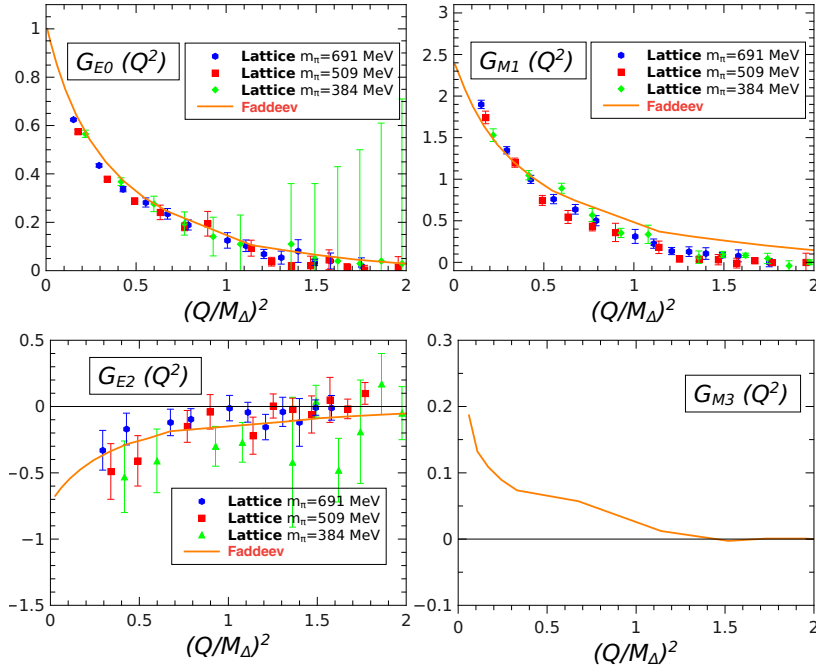 G_E0 (Q²)
Lattice m_π=691 MeV
Lattice m_π=509 MeV
Lattice m_π=384 MeV
Faddeev
1
0.8
0.6
0.4
0.2
0
0 0.5 1 1.5 2
(Q/M_Δ)²
G_M1 (Q²)
Lattice m_π=691 MeV
Lattice m_π=509 MeV
Lattice m_π=384 MeV
Faddeev
3
2.5
2
1.5
1
0.5
0
0 0.5 1 1.5 2
(Q/M_Δ)²
G_E2 (Q²)
Lattice m_π=691 MeV
Lattice m_π=509 MeV
Lattice m_π=384 MeV
Faddeev
0.5
0
−0.5
−1
−1.5
0 0.5 1 1.5 2
(Q/M_Δ)²
G_M3 (Q²)
0.3
0.2
0.1
0
−0.1
0 0.5 1 1.5 2
(Q/M_Δ)²